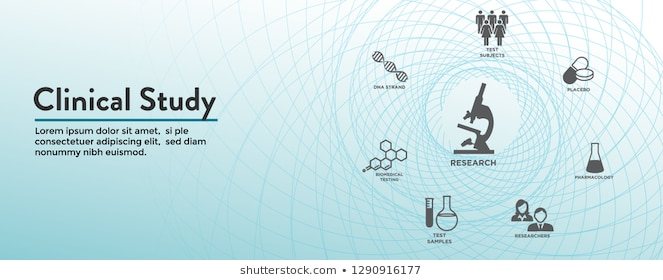 Clinical Study
Lorem ipsum dolor sit amet, si ple
consectetuer adipiscing elit, sed diam
nonummy nibh euismod.
TEST
SUBJECTS
DNA STRAND
PLACEBO
RESEARCH
BIOMEDICAL
TESTING
PHARMACOLOGY
TEST
SAMPLES
RESEARCHERS
shutterstock.com • 1290916177